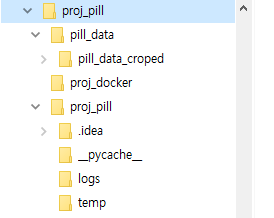 proj_pill
pill_data
pill_data_croped
proj_docker
proj_pill
.idea
__pycache__
logs
temp